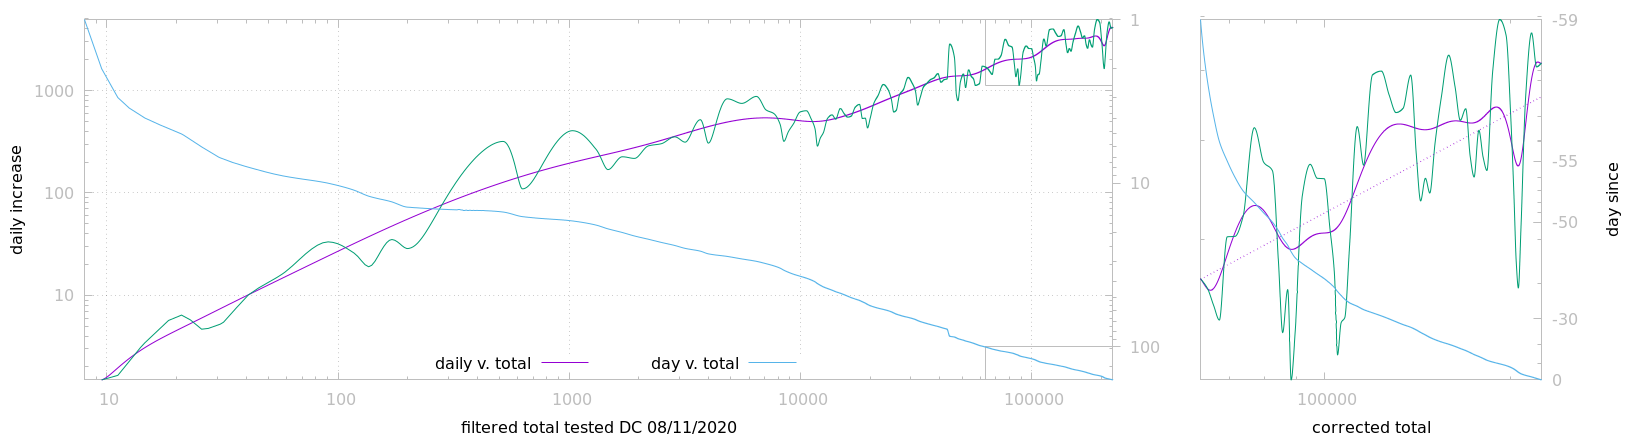 daily increase
1000
100
10
daily v. total
day v. total
10
100
1000
10000
100000
filtered total tested DC 08/11/2020
1
10
100
100000
corrected total
-59
-55
-50
-30
0
day since